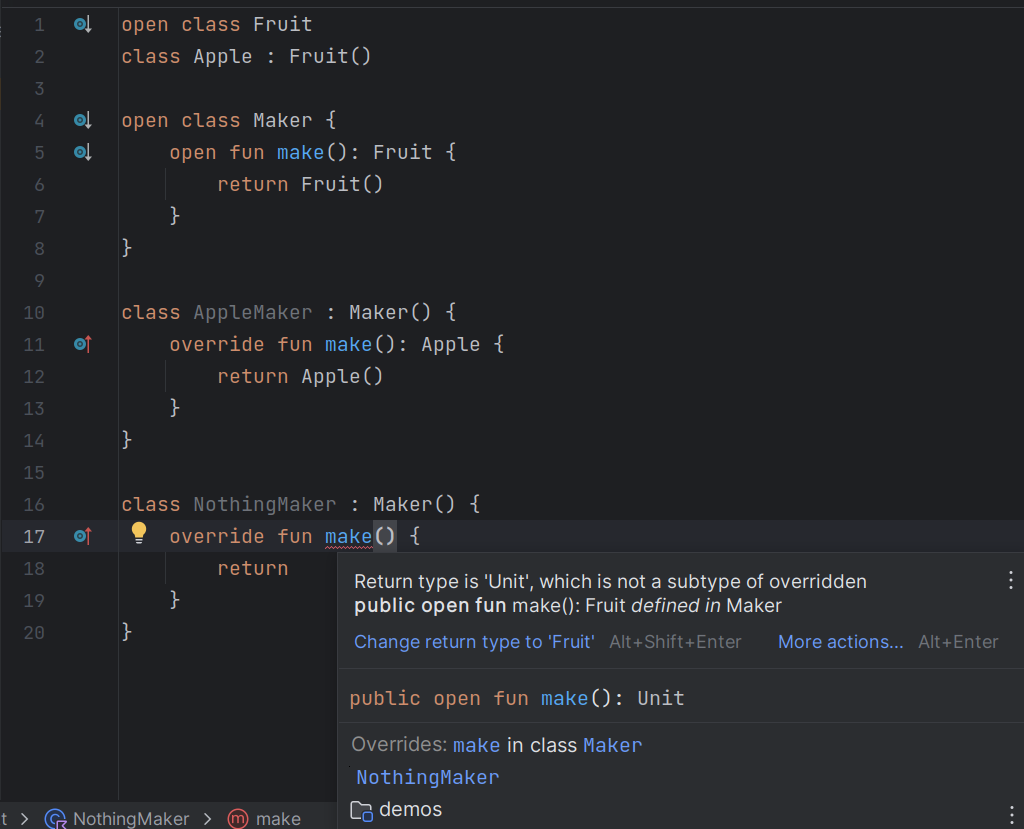 1 open class Fruit
2 class Apple : Fruit()
3
4 open class Maker {
5 open fun make(): Fruit {
6 return Fruit()
7 }
8 }
9
10 class AppleMaker : Maker() {
11 override fun make(): Apple {
12 return Apple()
13 }
14 }
15
16 class NothingMaker : Maker() {
17 override fun make() {
18 return
19 }
20 }
Return type is 'Unit', which is not a subtype of overridden
public open fun make(): Fruit defined in Maker
Change return type to 'Fruit' Alt+Shift+Enter More actions... Alt+Enter
public open fun make(): Unit
Overrides: make in class Maker
NothingMaker
demos
t > NothingMaker > m make